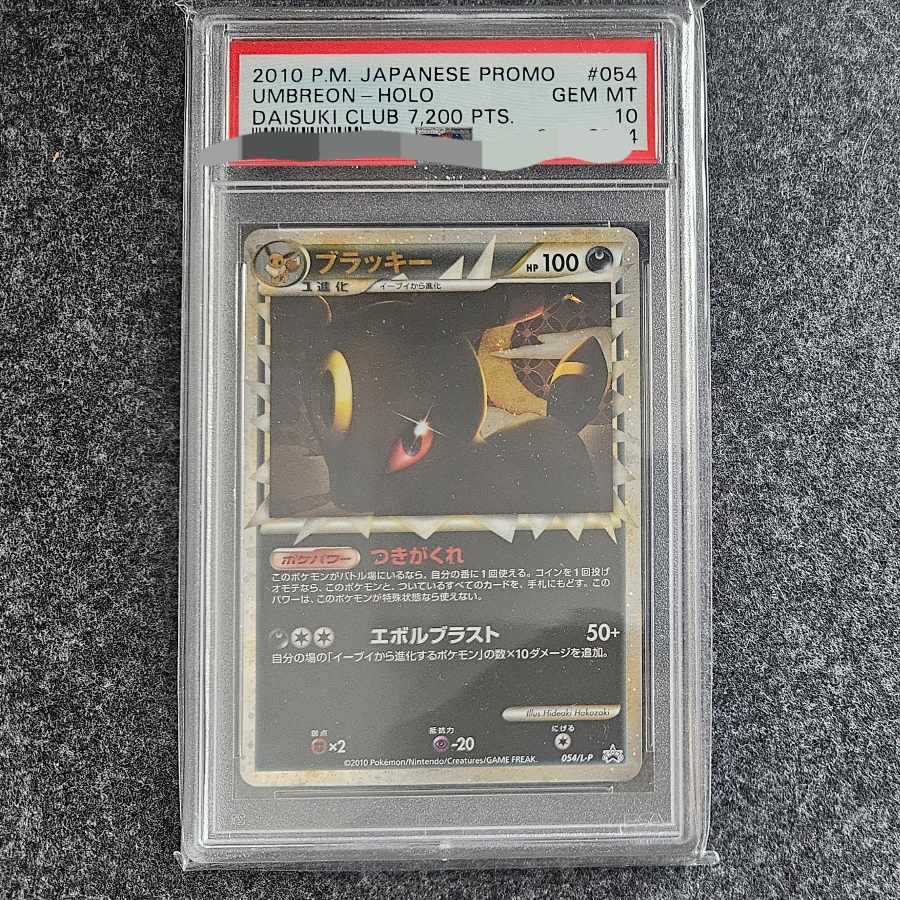 2010 P.M. JAPANESE PROMO #054
UMBREON - HOLO GEM MT
DAISUKI CLUB 7,200 PTS. 10
ブラッキー HP 100
1進化 イーブイから進化
ポケパワー つきがくれ
このポケモンがバトル場にいるなら、自分の番に1回使える。コインを1回投げ
オモテなら、このポケモンと、ついているすべてのカードを、手札にもどす。この
パワーは、このポケモンが特殊状態なら使えない。
エボルブラスト 50+
自分の場の「イーブイから進化するポケモン」の数×10ダメージを追加。
Illus. Hideaki Hakozaki
弱点 ×2 抵抗力 -20 にげる
©2010 Pokémon/Nintendo/Creatures/GAME FREAK. 054/L-P